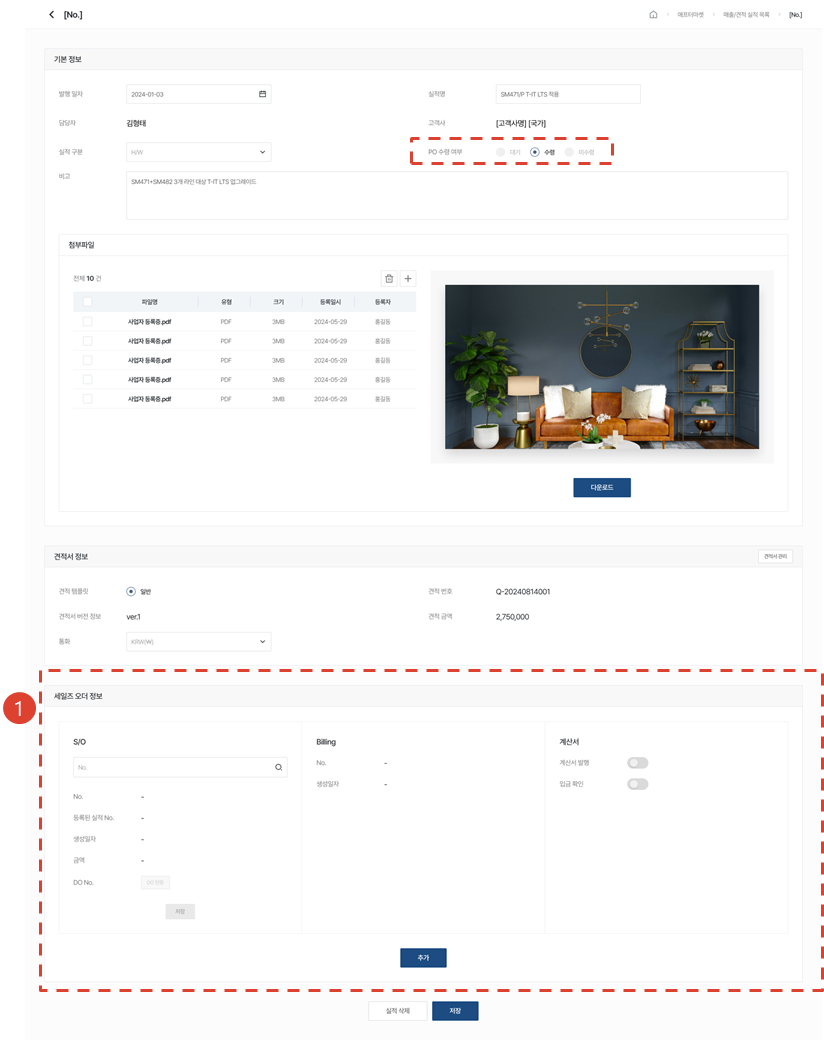 [No.]
애프터마켓
매출/견적 실적 목록
[No.]
기본 정보
발행 일자
2024-01-03
실적명
SM471/P T-IT LTS 적용
담당자
김형태
고객사
[고객사명] [국가]
실적 구분
H/W
PO 수령 여부
대기
수령
미수령
비고
SM471+SM482 3개 라인 대상 T-IT LTS 업그레이드
첨부파일
전체 10 건
파일명 유형 크기 등록일시 등록자
사업자 등록증.pdf PDF 3MB 2024-05-29 홍길동
사업자 등록증.pdf PDF 3MB 2024-05-29 홍길동
사업자 등록증.pdf PDF 3MB 2024-05-29 홍길동
사업자 등록증.pdf PDF 3MB 2024-05-29 홍길동
사업자 등록증.pdf PDF 3MB 2024-05-29 홍길동
다운로드
견적서 정보
견적서 관리
견적 템플릿
일반
견적 번호
Q-20240814001
견적서 버전 정보
ver.1
견적 금액
2,750,000
통화
KRW(₩)
1
세일즈 오더 정보
S/O
No.
No. -
등록된 실적 No. -
생성일자 -
금액 -
DO No.
저장
Billing
No. -
생성일자 -
계산서
계산서 발행
입금 확인
추가
실적 삭제
저장